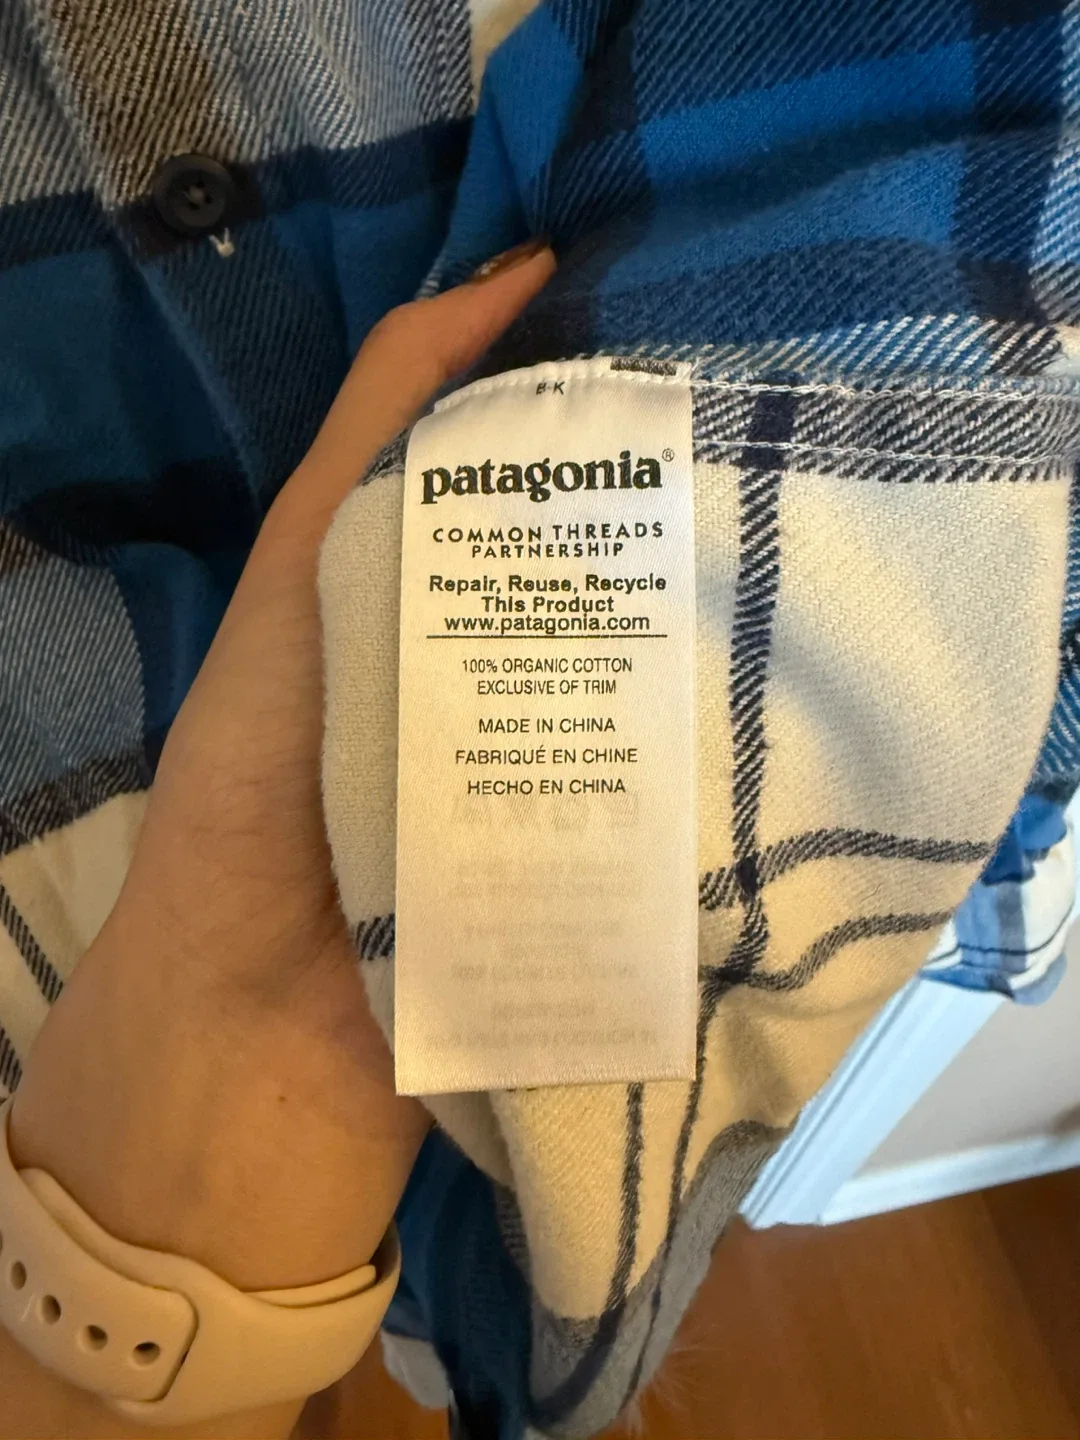 B-K
patagonia®
COMMON THREADS
PARTNERSHIP
Repair, Reuse, Recycle
This Product
www.patagonia.com
100% ORGANIC COTTON
EXCLUSIVE OF TRIM
MADE IN CHINA
FABRIQUÉ EN CHINE
HECHO EN CHINA